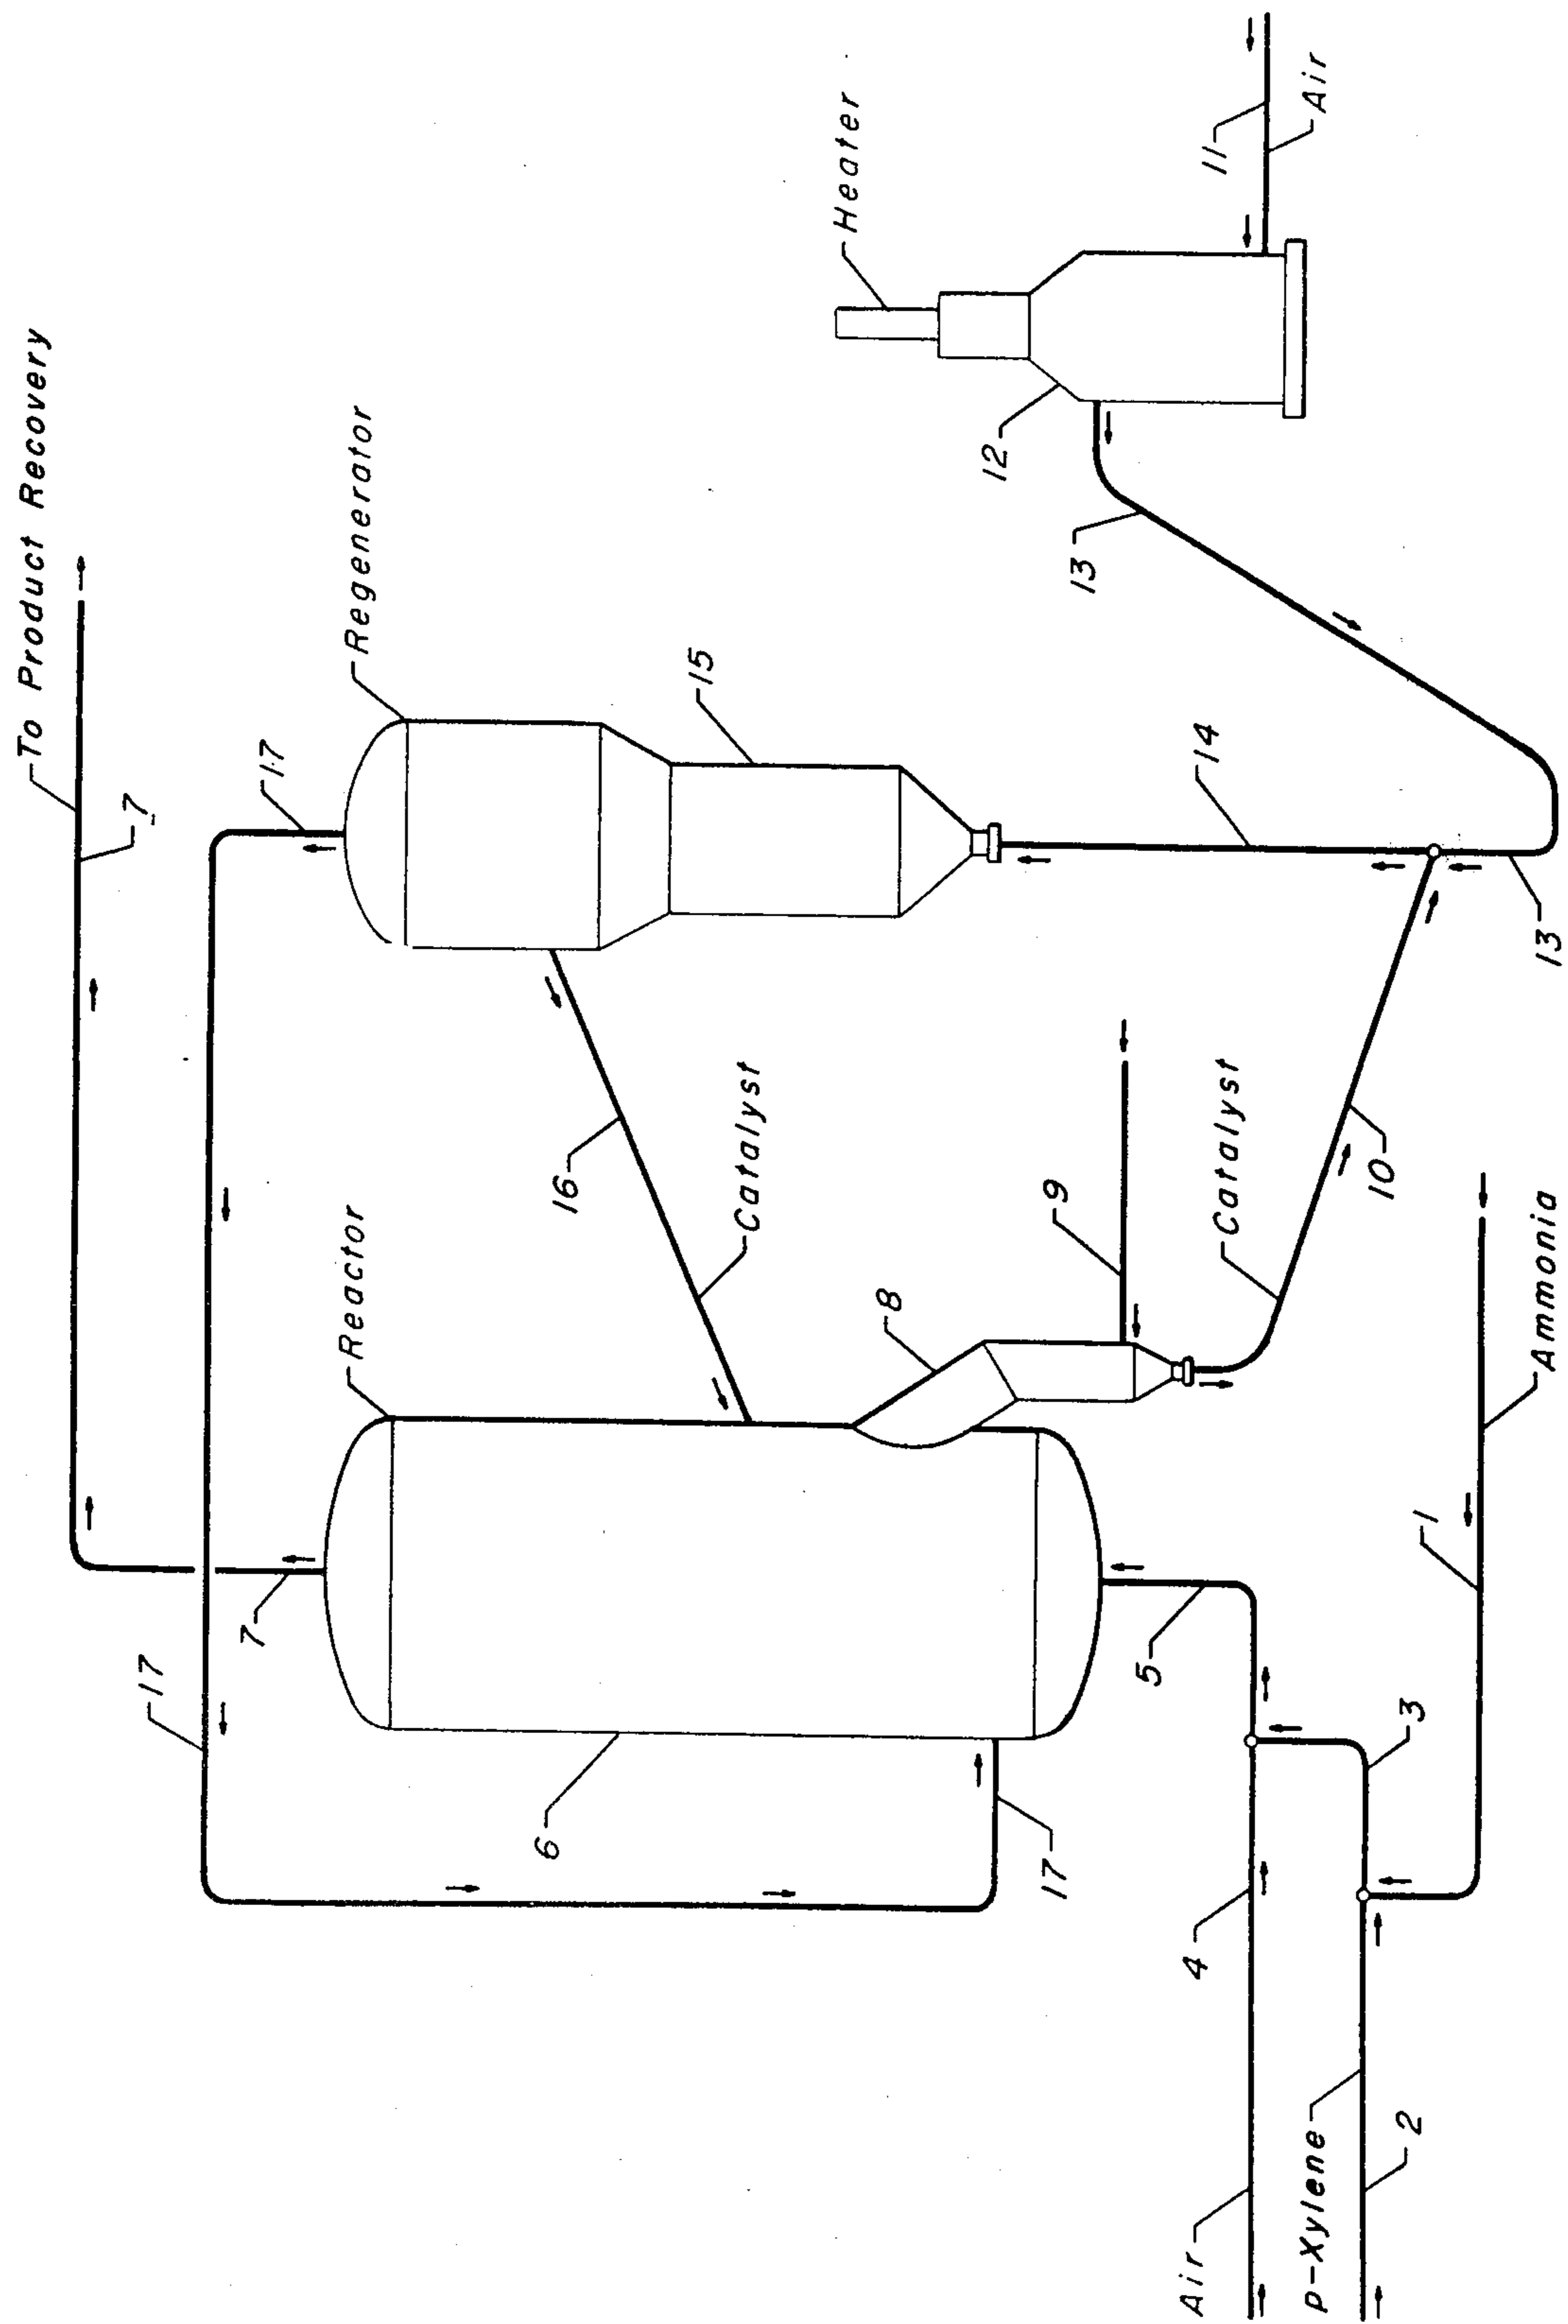 To Product Recovery
7
17
7
17
Reactor
Regenerator
6
16
15
Catalyst
Heater
8
12
17
9
13
5
Air
4
Catalyst
14
11
P-Xylene
Air
10
2
3
1
Ammonia
13